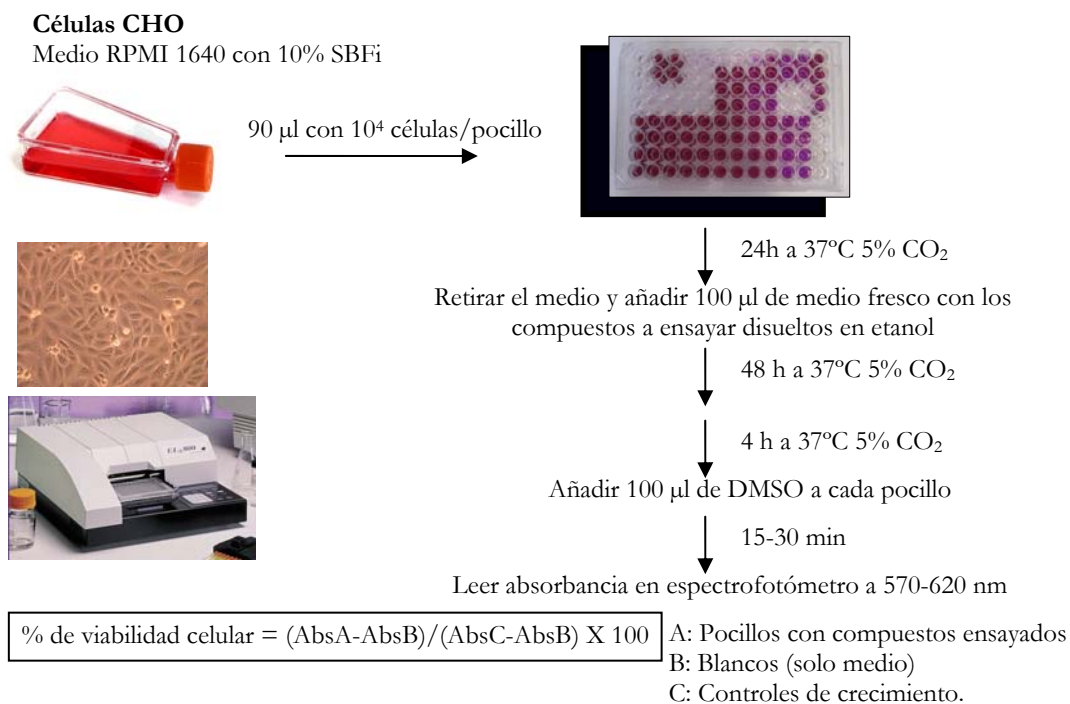 Células CHO
Medio RPMI 1640 con 10% SBFi
90 µl con 10⁴ células/pocillo
24h a 37ºC 5% CO₂
Retirar el medio y añadir 100 µl de medio fresco con los
compuestos a ensayar disueltos en etanol
48 h a 37ºC 5% CO₂
4 h a 37ºC 5% CO₂
Añadir 100 µl de DMSO a cada pocillo
15-30 min
Leer absorbancia en espectrofotómetro a 570-620 nm
% de viabilidad celular = (AbsA-AbsB)/(AbsC-AbsB) X 100
A: Pocillos con compuestos ensayados
B: Blancos (solo medio)
C: Controles de crecimiento.